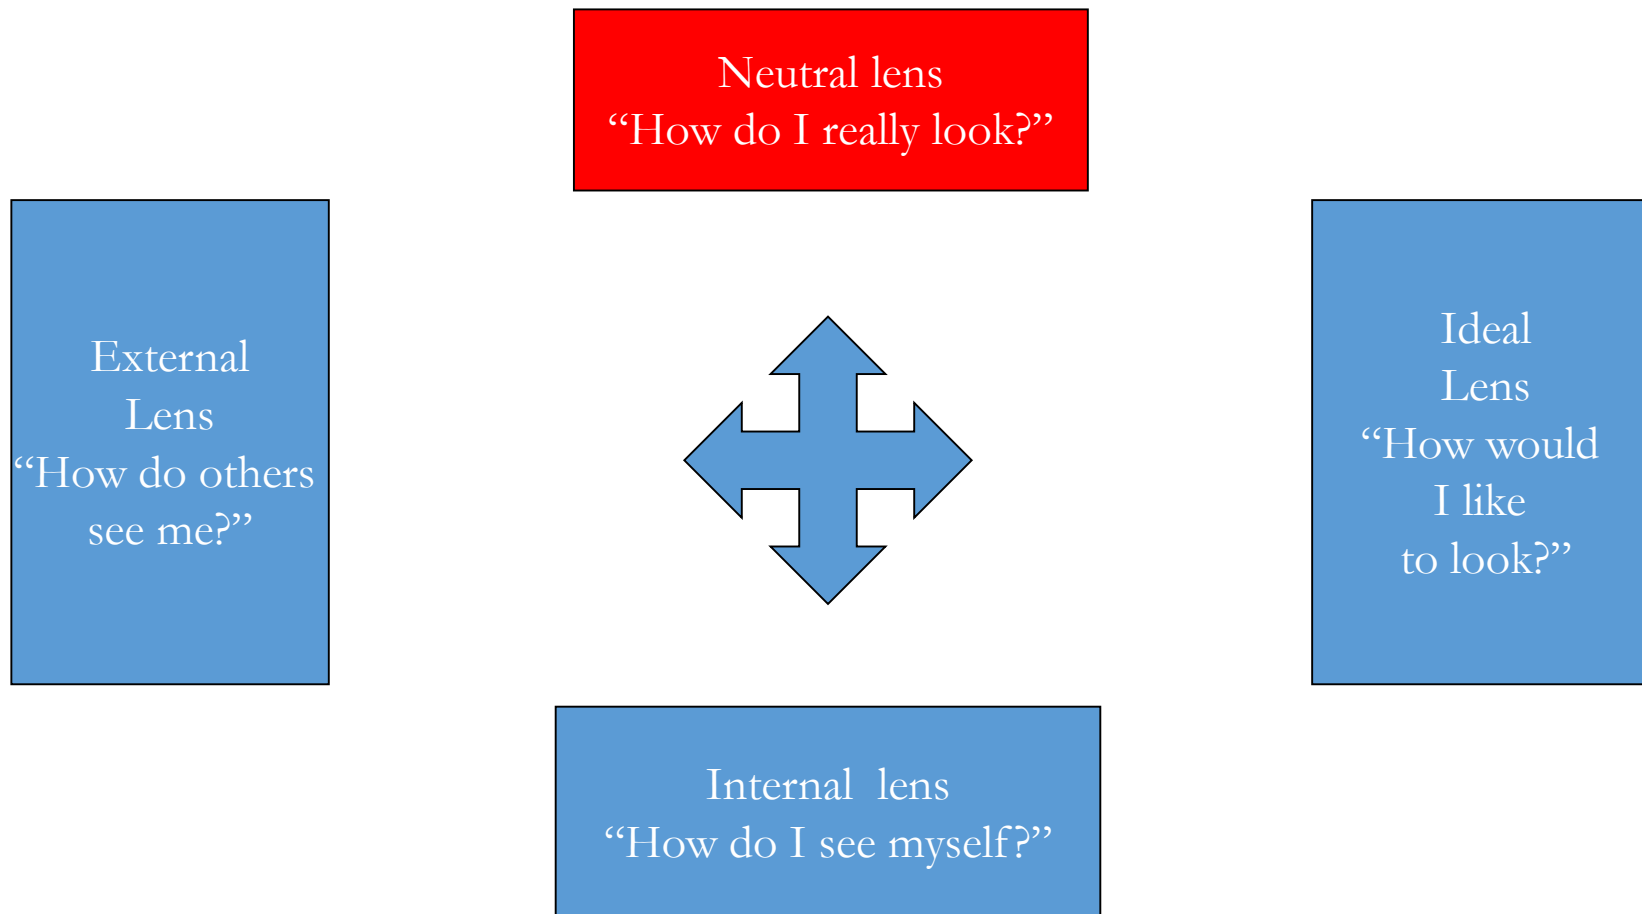 Neutral lens
“How do I really look?”
External
Lens
“How do others
see me?”
Ideal
Lens
“How would
I like
to look?”
Internal  lens
“How do I see myself?”